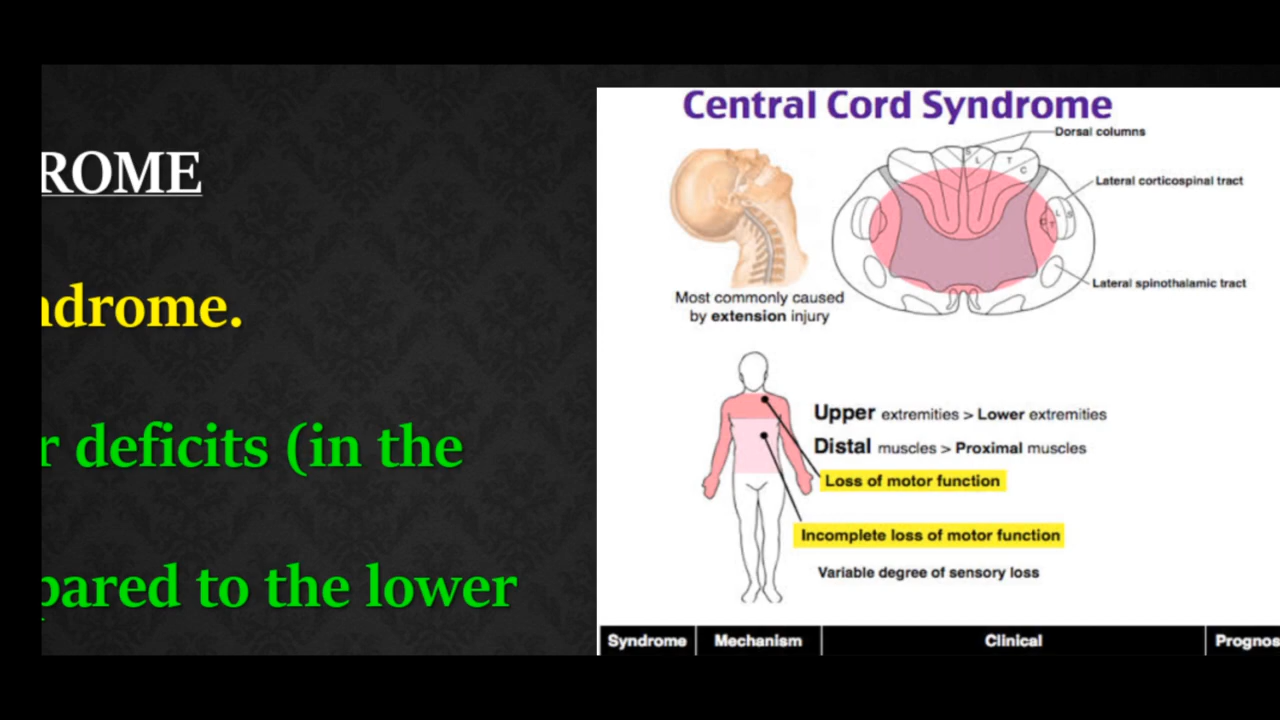 ROME
ndrome.
r deficits (in the
pared to the lower
Central Cord Syndrome
Dorsal columns
S
L
T
C
Lateral corticospinal tract
C T L S
Lateral spinothalamic tract
Most commonly caused
by extension injury
Upper extremities > Lower extremities
Distal muscles > Proximal muscles
Loss of motor function
Incomplete loss of motor function
Variable degree of sensory loss
Syndrome Mechanism Clinical Prognos